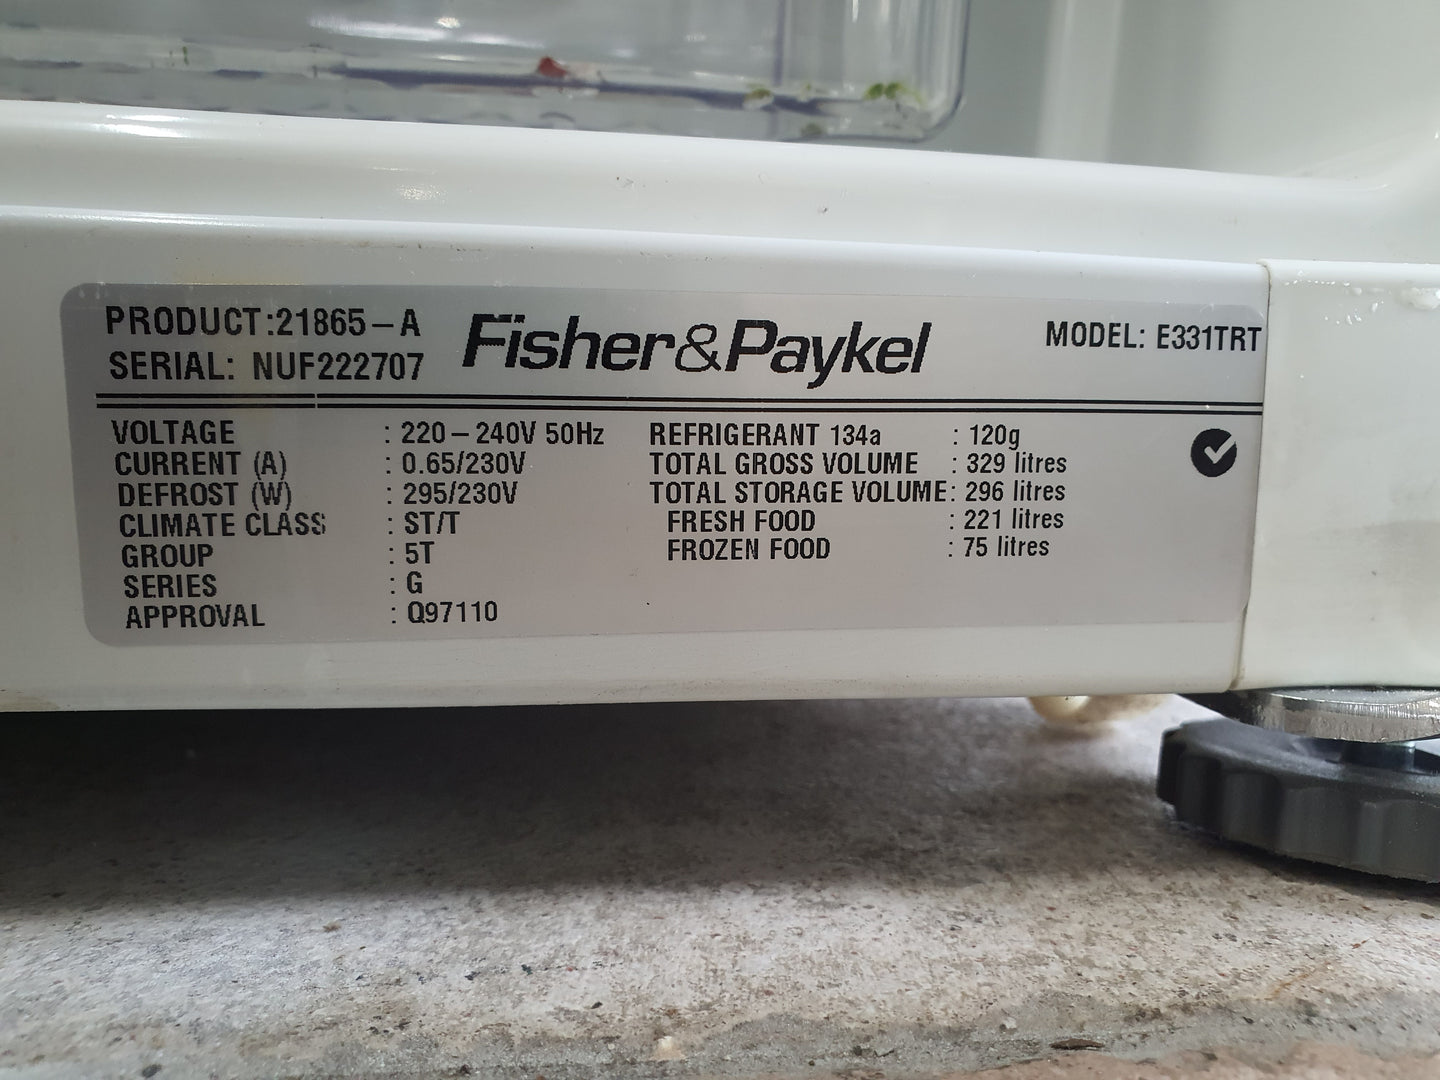 PRODUCT:21865-A
SERIAL: NUF222707
Fisher&Paykel
MODEL: E331TRT
VOLTAGE : 220-240V 50Hz
CURRENT (A) : 0.65/230V
DEFROST (W) : 295/230V
CLIMATE CLASS : ST/T
GROUP : 5T
SERIES : G
APPROVAL : Q97110
REFRIGERANT 134a : 120g
TOTAL GROSS VOLUME : 329 litres
TOTAL STORAGE VOLUME: 296 litres
FRESH FOOD : 221 litres
FROZEN FOOD : 75 litres